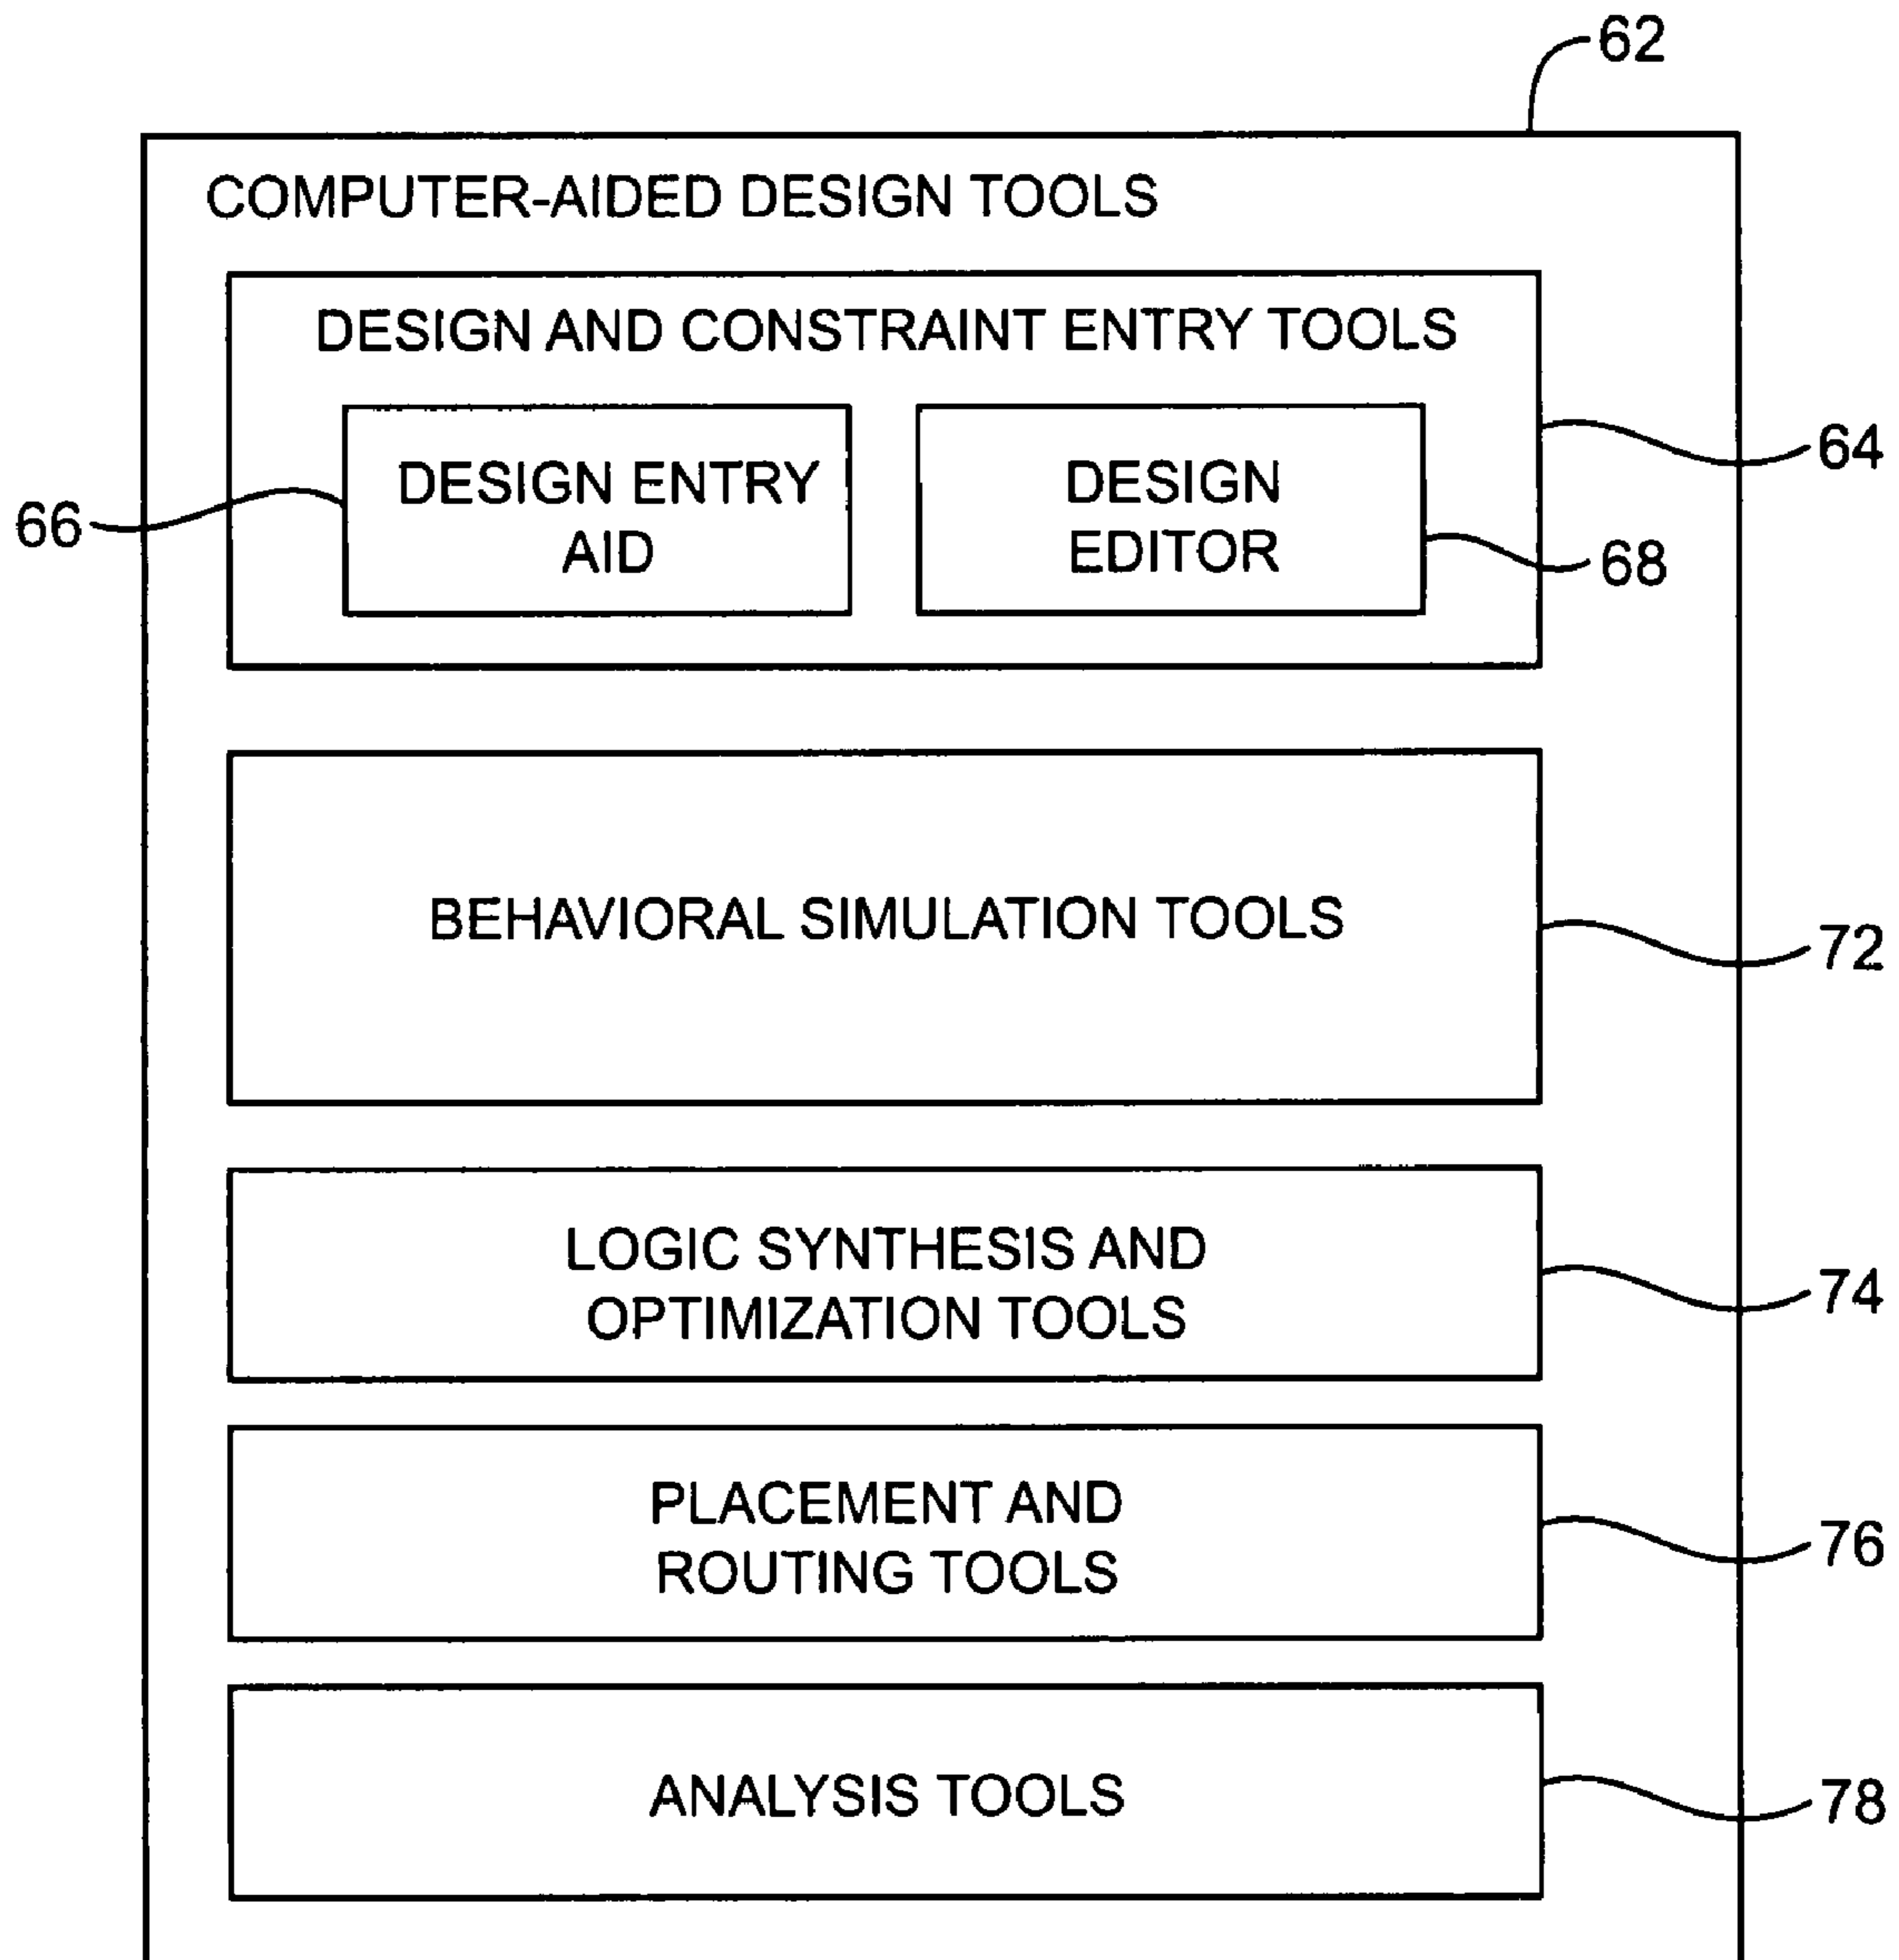 62
COMPUTER-AIDED DESIGN TOOLS
DESIGN AND CONSTRAINT ENTRY TOOLS
64
66
DESIGN ENTRY
AID
DESIGN
EDITOR
68
BEHAVIORAL SIMULATION TOOLS
72
LOGIC SYNTHESIS AND
OPTIMIZATION TOOLS
74
PLACEMENT AND
ROUTING TOOLS
76
ANALYSIS TOOLS
78